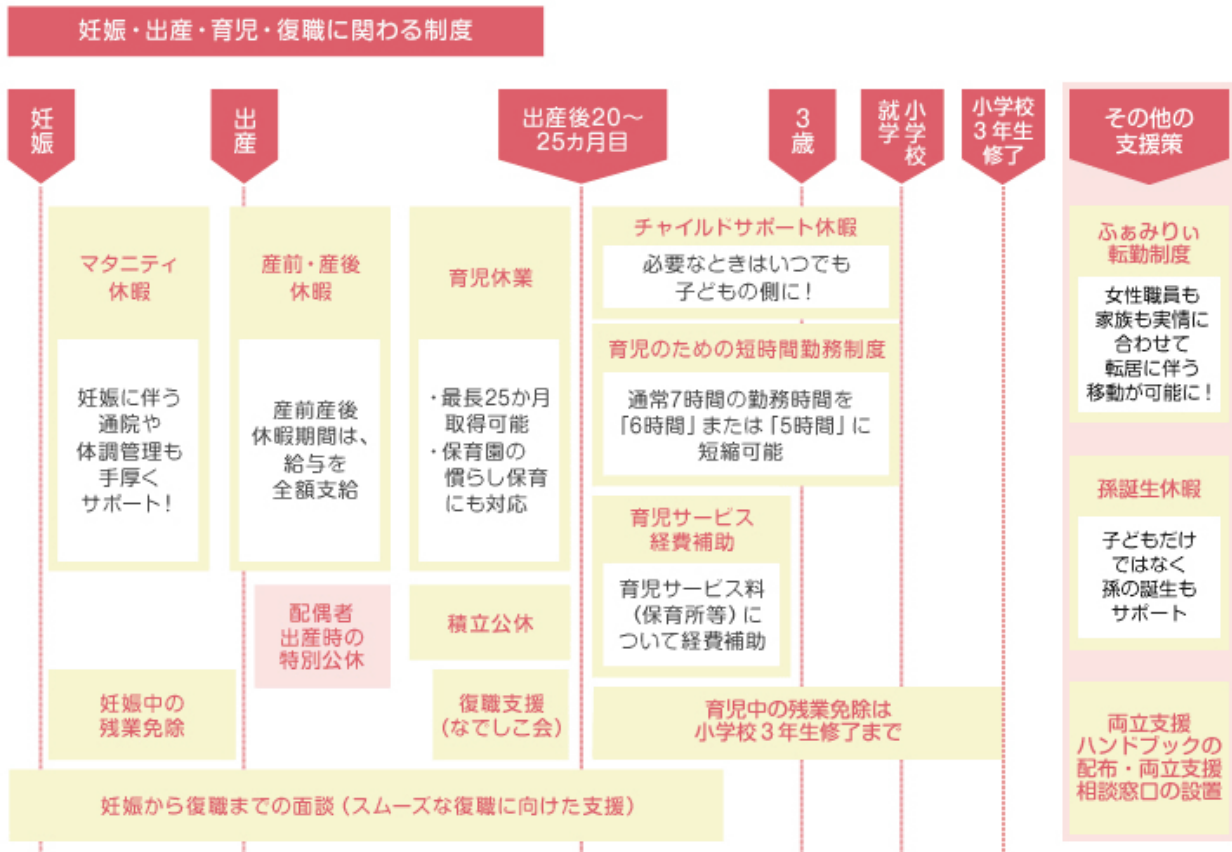 妊娠・出産・育児・復職に関わる制度
妊娠
出産
出産後20～
25ヵ月目
3歳
小学校
就学
小学校
3年生
修了
その他の
支援策
マタニティ
休暇
妊娠に伴う
通院や
体調管理も
手厚く
サポート！
産前・産後
休暇
産前産後
休暇期間は、
給与を
全額支給
育児休業
・最長25か月
取得可能
・保育園の
慣らし保育
にも対応
チャイルドサポート休暇
必要なときはいつでも
子どもの側に！
育児のための短時間勤務制度
通常7時間の勤務時間を
「6時間」または「5時間」に
短縮可能
育児サービス
経費補助
育児サービス料
（保育所等）に
ついて経費補助
配偶者
出産時の
特別公休
積立公休
妊娠中の
残業免除
復職支援
（なでしこ会）
育児中の残業免除は
小学校3年生修了まで
妊娠から復職までの面談（スムーズな復職に向けた支援）
ふぁみりぃ
転勤制度
女性職員も
家族も実情に
合わせて
転居に伴う
移動が可能に！
孫誕生休暇
子どもだけ
ではなく
孫の誕生も
サポート
両立支援
ハンドブックの
配布・両立支援
相談窓口の設置